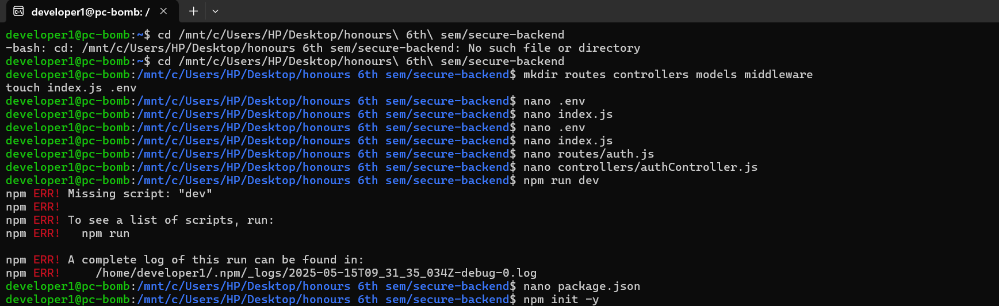 developer1@pc-bomb: /
developer1@pc-bomb:~$ cd /mnt/c/Users/HP/Desktop/honours\ 6th\ sem/secure-backend
-bash: cd: /mnt/c/Users/HP/Desktop/honours 6th sem/secure-backend: No such file or directory
developer1@pc-bomb:~$ cd /mnt/c/Users/HP/Desktop/honours\ 6th\ sem/secure-backend
developer1@pc-bomb:/mnt/c/Users/HP/Desktop/honours 6th sem/secure-backend$ mkdir routes controllers models middleware
touch index.js .env
developer1@pc-bomb:/mnt/c/Users/HP/Desktop/honours 6th sem/secure-backend$ nano .env
developer1@pc-bomb:/mnt/c/Users/HP/Desktop/honours 6th sem/secure-backend$ nano index.js
developer1@pc-bomb:/mnt/c/Users/HP/Desktop/honours 6th sem/secure-backend$ nano .env
developer1@pc-bomb:/mnt/c/Users/HP/Desktop/honours 6th sem/secure-backend$ nano index.js
developer1@pc-bomb:/mnt/c/Users/HP/Desktop/honours 6th sem/secure-backend$ nano routes/auth.js
developer1@pc-bomb:/mnt/c/Users/HP/Desktop/honours 6th sem/secure-backend$ nano controllers/authController.js
developer1@pc-bomb:/mnt/c/Users/HP/Desktop/honours 6th sem/secure-backend$ npm run dev
npm ERR! Missing script: "dev"
npm ERR!
npm ERR! To see a list of scripts, run:
npm ERR!   npm run

npm ERR! A complete log of this run can be found in:
npm ERR!     /home/developer1/.npm/_logs/2025-05-15T09_31_35_034Z-debug-0.log
developer1@pc-bomb:/mnt/c/Users/HP/Desktop/honours 6th sem/secure-backend$ nano package.json
developer1@pc-bomb:/mnt/c/Users/HP/Desktop/honours 6th sem/secure-backend$ npm init -y